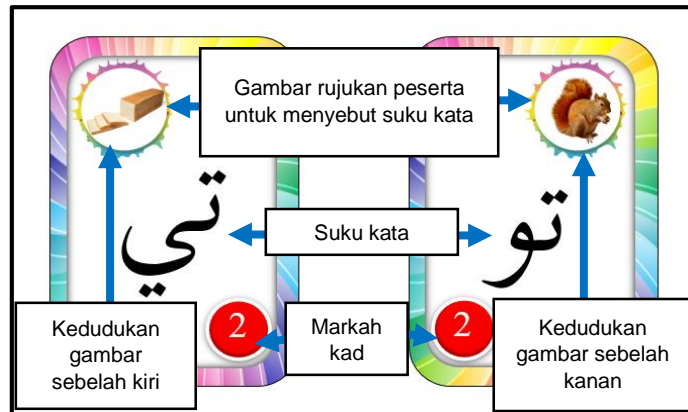 Gambar rujukan peserta
untuk menyebut suku kata
تي
تو
Suku kata
2
2
Kedudukan
gambar
sebelah kiri
Markah
kad
Kedudukan
gambar sebelah
kanan